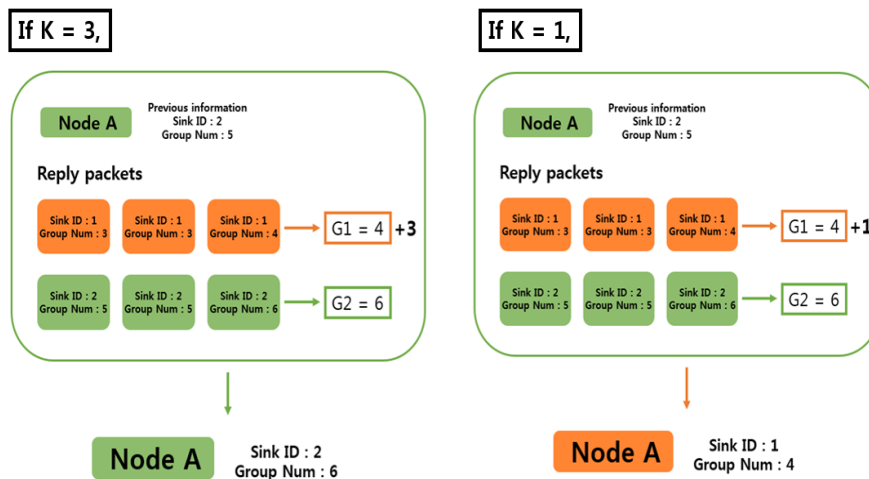 If K = 3,
Node A
Previous information
Sink ID : 2
Group Num : 5
Reply packets
Sink ID : 1
Group Num : 3
Sink ID : 1
Group Num : 3
Sink ID : 1
Group Num : 4
G1 = 4 +3
Sink ID : 2
Group Num : 5
Sink ID : 2
Group Num : 5
Sink ID : 2
Group Num : 6
G2 = 6
Node A
Sink ID : 2
Group Num : 6
If K = 1,
Node A
Previous information
Sink ID : 2
Group Num : 5
Reply packets
Sink ID : 1
Group Num : 3
Sink ID : 1
Group Num : 3
Sink ID : 1
Group Num : 4
G1 = 4 +1
Sink ID : 2
Group Num : 5
Sink ID : 2
Group Num : 5
Sink ID : 2
Group Num : 6
G2 = 6
Node A
Sink ID : 1
Group Num : 4